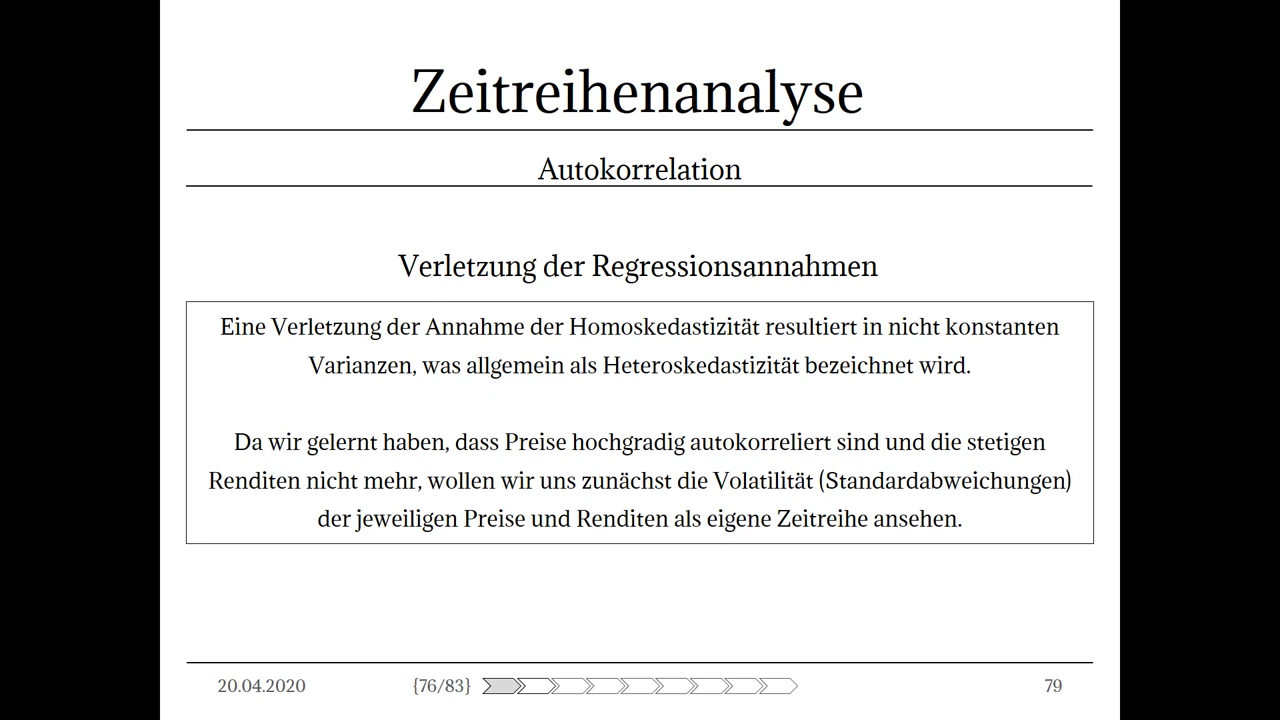 Zeitreihenanalyse
Autokorrelation
Verletzung der Regressionsannahmen
Eine Verletzung der Annahme der Homoskedastizität resultiert in nicht konstanten
Varianzen, was allgemein als Heteroskedastizität bezeichnet wird.
Da wir gelernt haben, dass Preise hochgradig autokorreliert sind und die stetigen
Renditen nicht mehr, wollen wir uns zunächst die Volatilität (Standardabweichungen)
der jeweiligen Preise und Renditen als eigene Zeitreihe ansehen.
20.04.2020 {76/83} 79